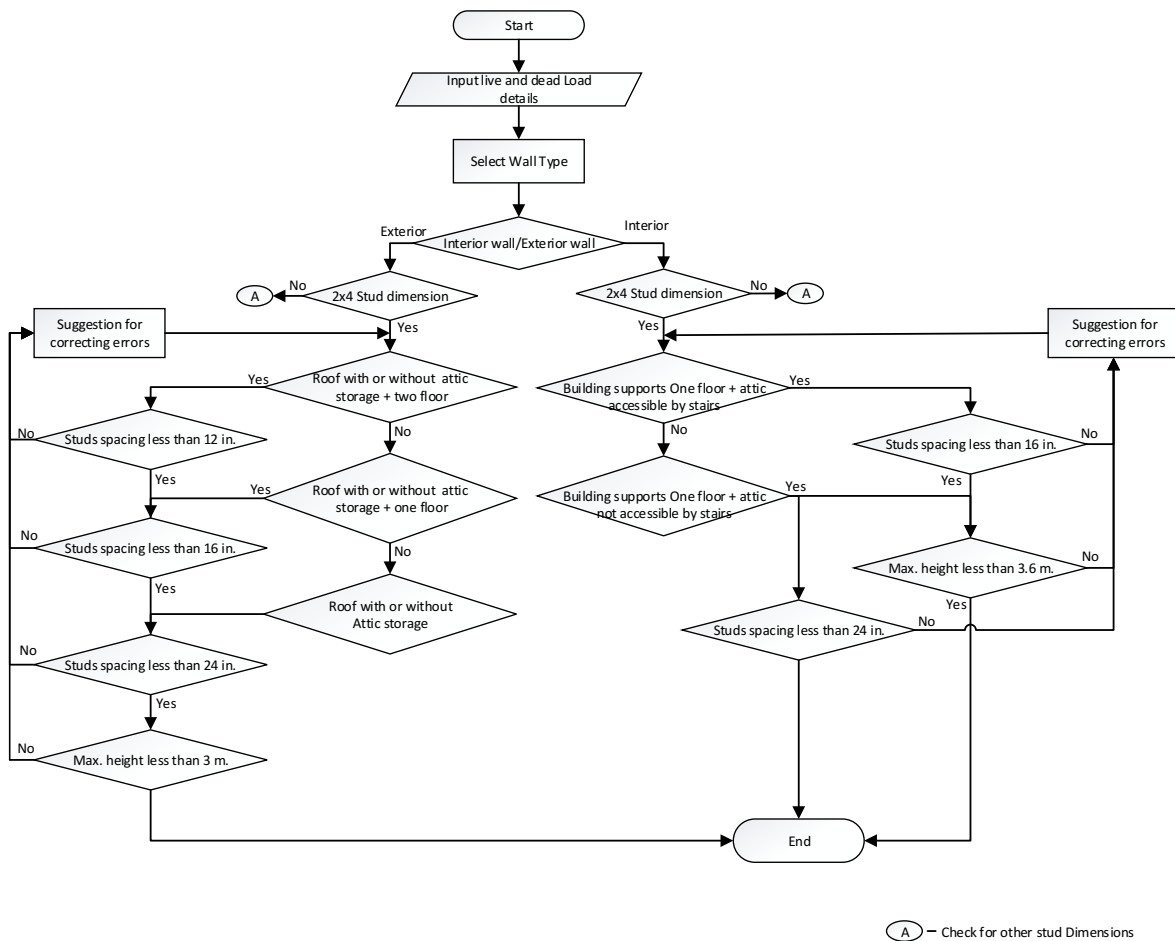 Start
Input live and dead Load
details
Select Wall Type
Interior wall/Exterior wall
Exterior
Interior
2x4 Stud dimension
No
A
Yes
2x4 Stud dimension
No
A
Yes
Suggestion for
correcting errors
Suggestion for
correcting errors
Roof with or without attic
storage + two floor
Yes
No
Studs spacing less than 12 in.
No
Yes
Roof with or without attic
storage + one floor
Yes
No
Studs spacing less than 16 in.
No
Yes
Roof with or without
Attic storage
Studs spacing less than 24 in.
No
Yes
Max. height less than 3 m.
No
Building supports One floor + attic
accessible by stairs
Yes
No
Studs spacing less than 16 in.
No
Yes
Building supports One floor + attic
not accessible by stairs
Yes
Max. height less than 3.6 m.
No
Yes
Studs spacing less than 24 in.
No
End
A – Check for other stud Dimensions